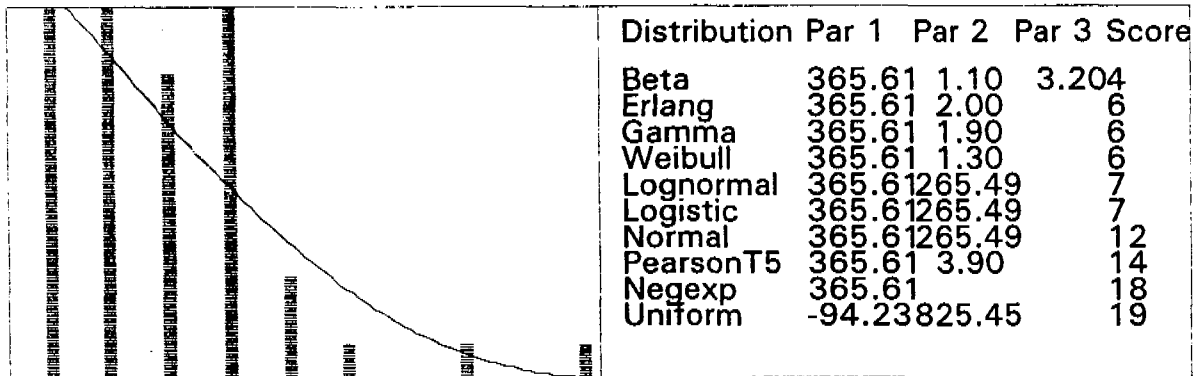 Distribution Par 1 Par 2 Par 3 Score
Beta 365.61 1.10 3.204
Erlang 365.61 2.00 6
Gamma 365.61 1.90 6
Weibull 365.61 1.30 6
Lognormal 365.61265.49 7
Logistic 365.61265.49 7
Normal 365.61265.49 12
PearsonT5 365.61 3.90 14
Negexp 365.61 18
Uniform -94.23825.45 19